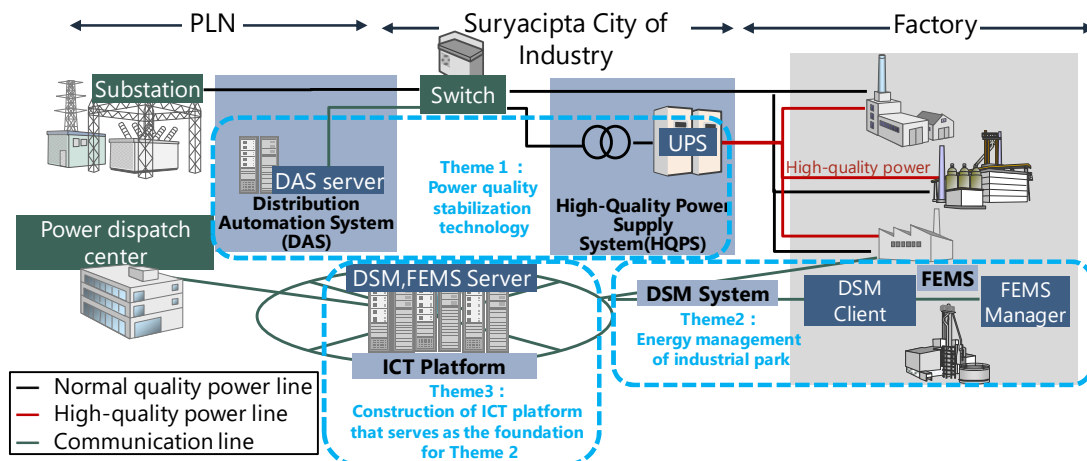 PLN
Suryacipta City of
Industry
Factory
Substation
Switch
UPS
DAS server
Distribution
Automation System
(DAS)
Theme 1：
Power quality
stabilization
technology
High-Quality Power
Supply
System(HQPS)
High-quality power
Power dispatch
center
DSM,FEMS Server
ICT Platform
Theme3：
Construction of ICT platform
that serves as the foundation
for Theme 2
DSM System
Theme2：
Energy management
of industrial park
FEMS
DSM
Client
FEMS
Manager
Normal quality power line
High-quality power line
Communication line